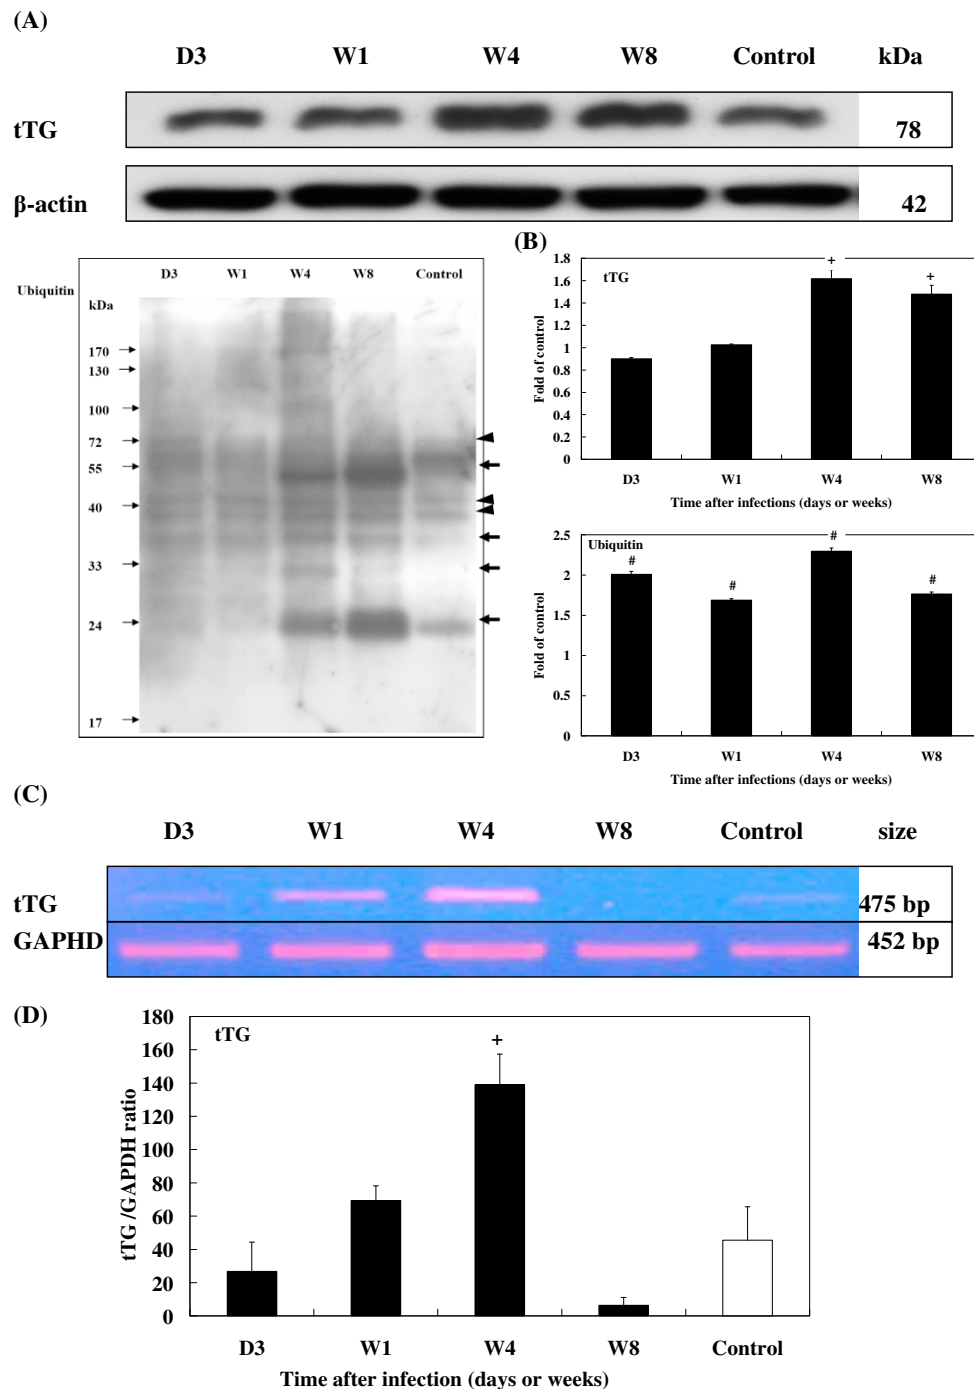 (A)
D3 W1 W4 W8 Control kDa
tTG 78
β-actin 42
D3 W1 W4 W8 Control
Ubiquitin
kDa
170
130
100
72
55
40
33
24
17
(B)
1.8
1.6
1.4
1.2
1
0.8
0.6
0.4
0.2
0
tTG
+
+
Fold of control
D3 W1 W4 W8
Time after infections (days or weeks)
2.5
2
1.5
1
0.5
0
Ubiquitin
#
#
#
#
Fold of control
D3 W1 W4 W8
Time after infections (days or weeks)
(C)
D3 W1 W4 W8 Control size
tTG 475 bp
GAPHD 452 bp
(D)
180
160
140
120
100
80
60
40
20
0
tTG
+
tTG /GAPDH ratio
D3 W1 W4 W8 Control
Time after infection (days or weeks)